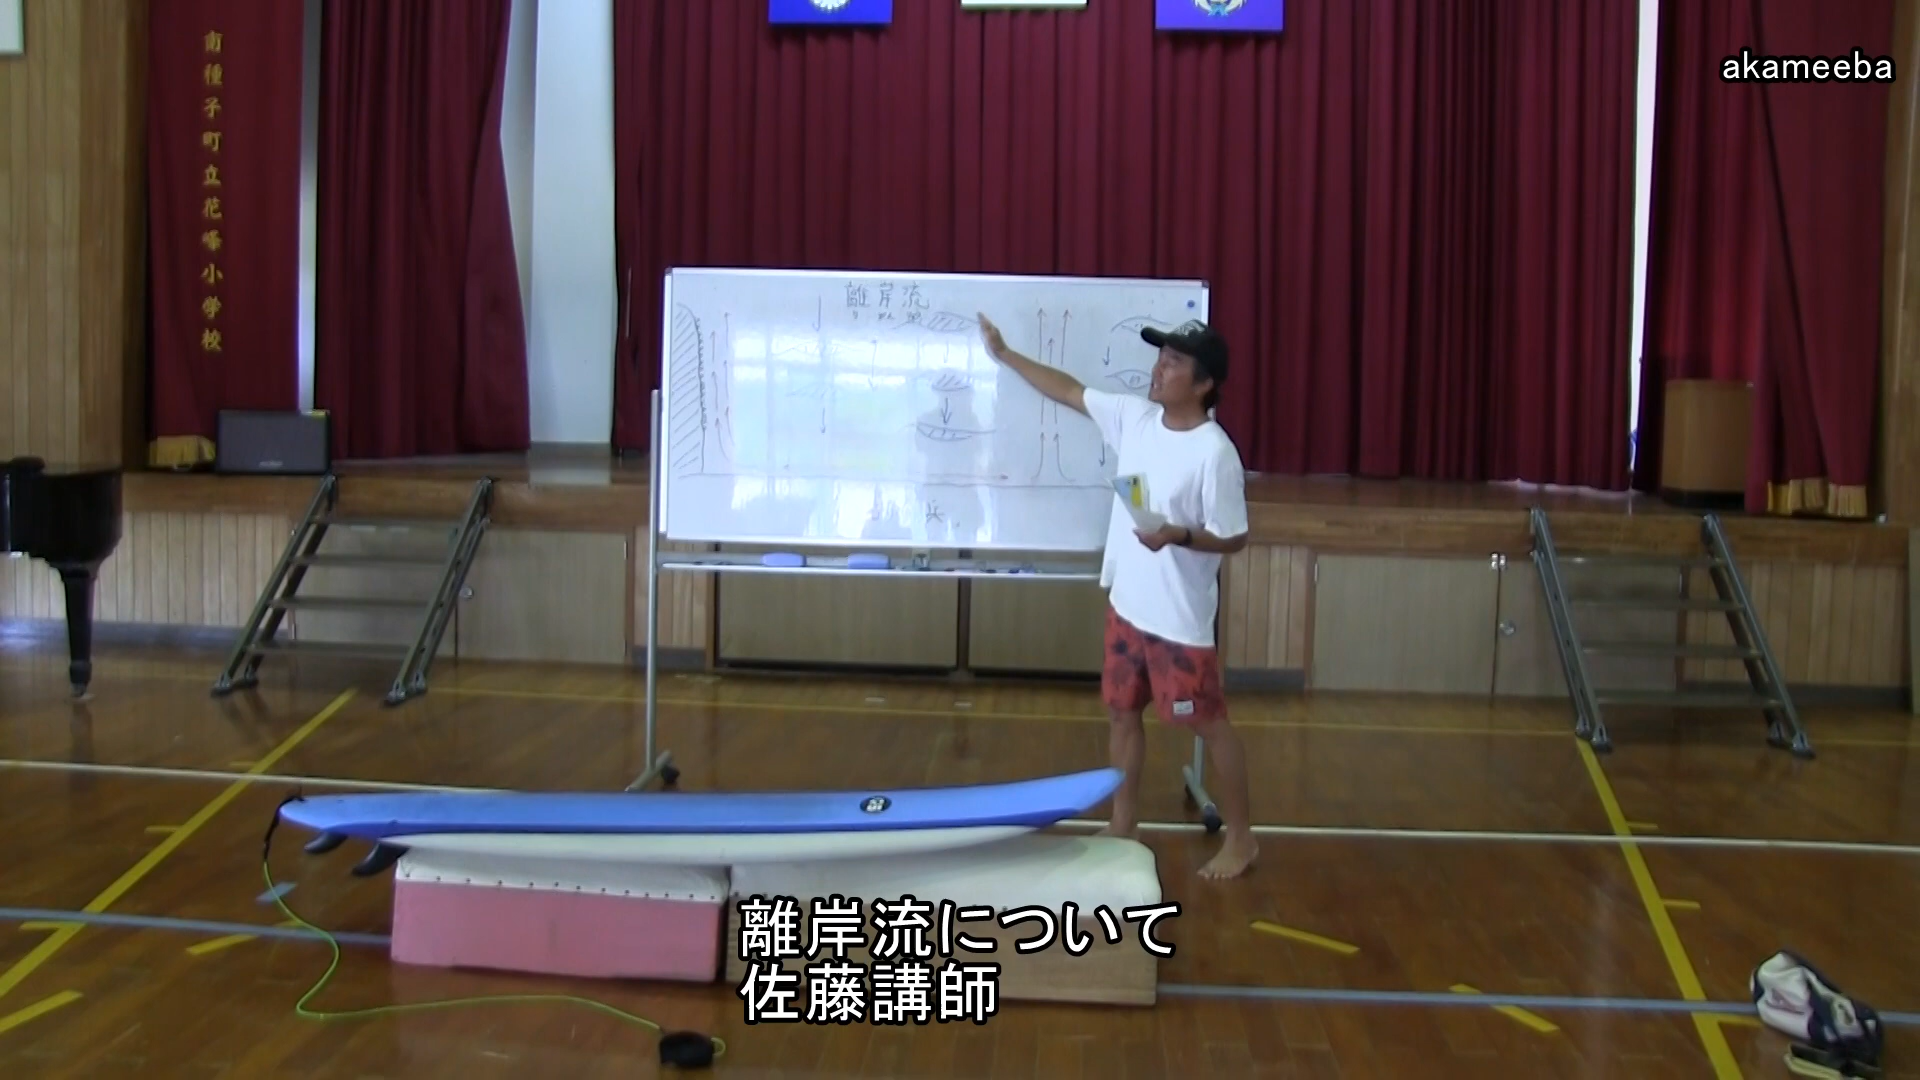 akameeba
南種子町立花峰小学校
離岸流
離岸流について
佐藤講師